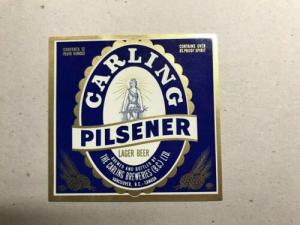 CONTENTS 12
FLUID OUNCES
CONTAINS OVER
2% PROOF SPIRIT
CARLING
PILSENER
LAGER BEER
BREWED AND BOTTLED BY
THE CARLING BREWERIES (B.C.) LTD.
VANCOUVER, B.C. - CANADA